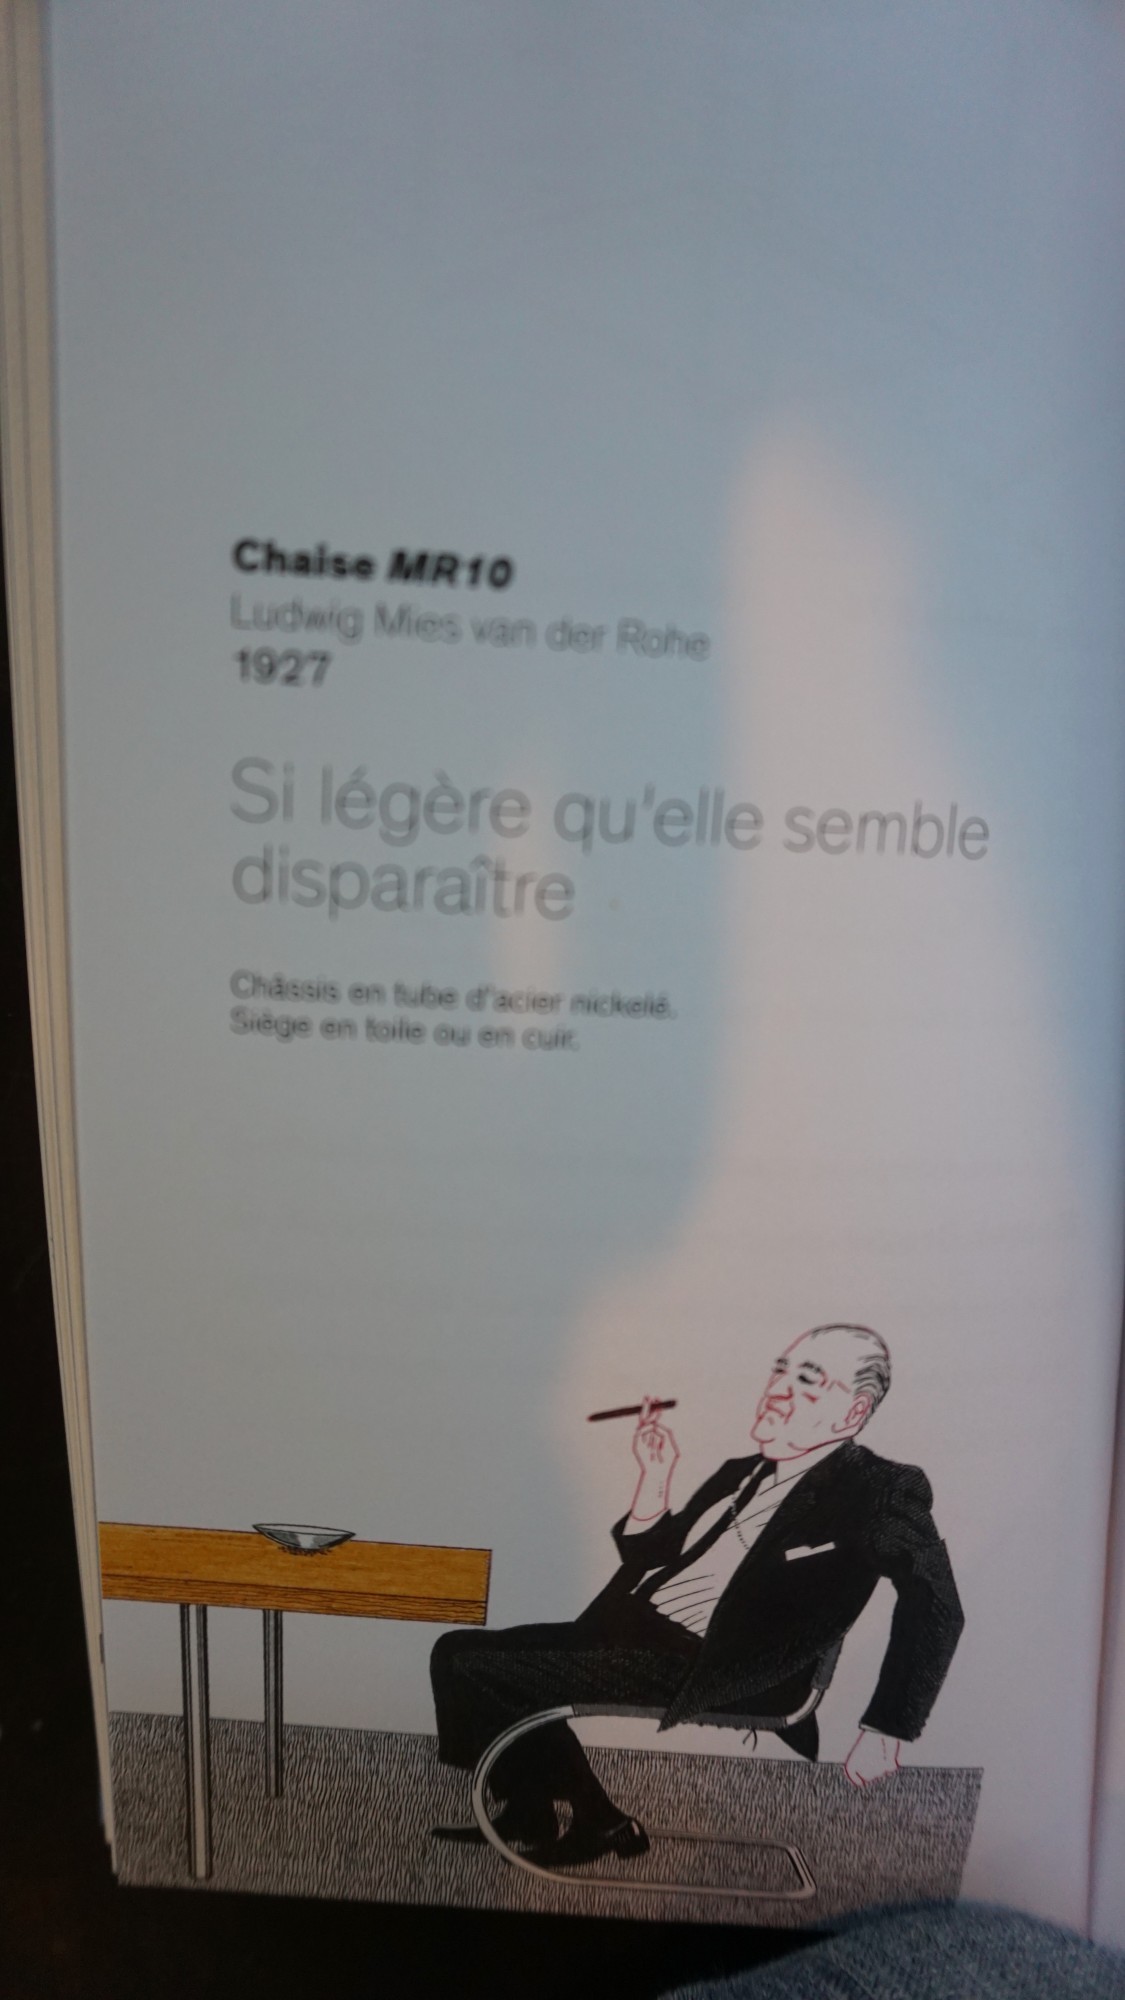 Chaise MR10
Ludwig Mies van der Rohe
1927
Si légère qu'elle semble
disparaître
Châssis en tube d'acier nickelé.
Siège en toile ou en cuir.